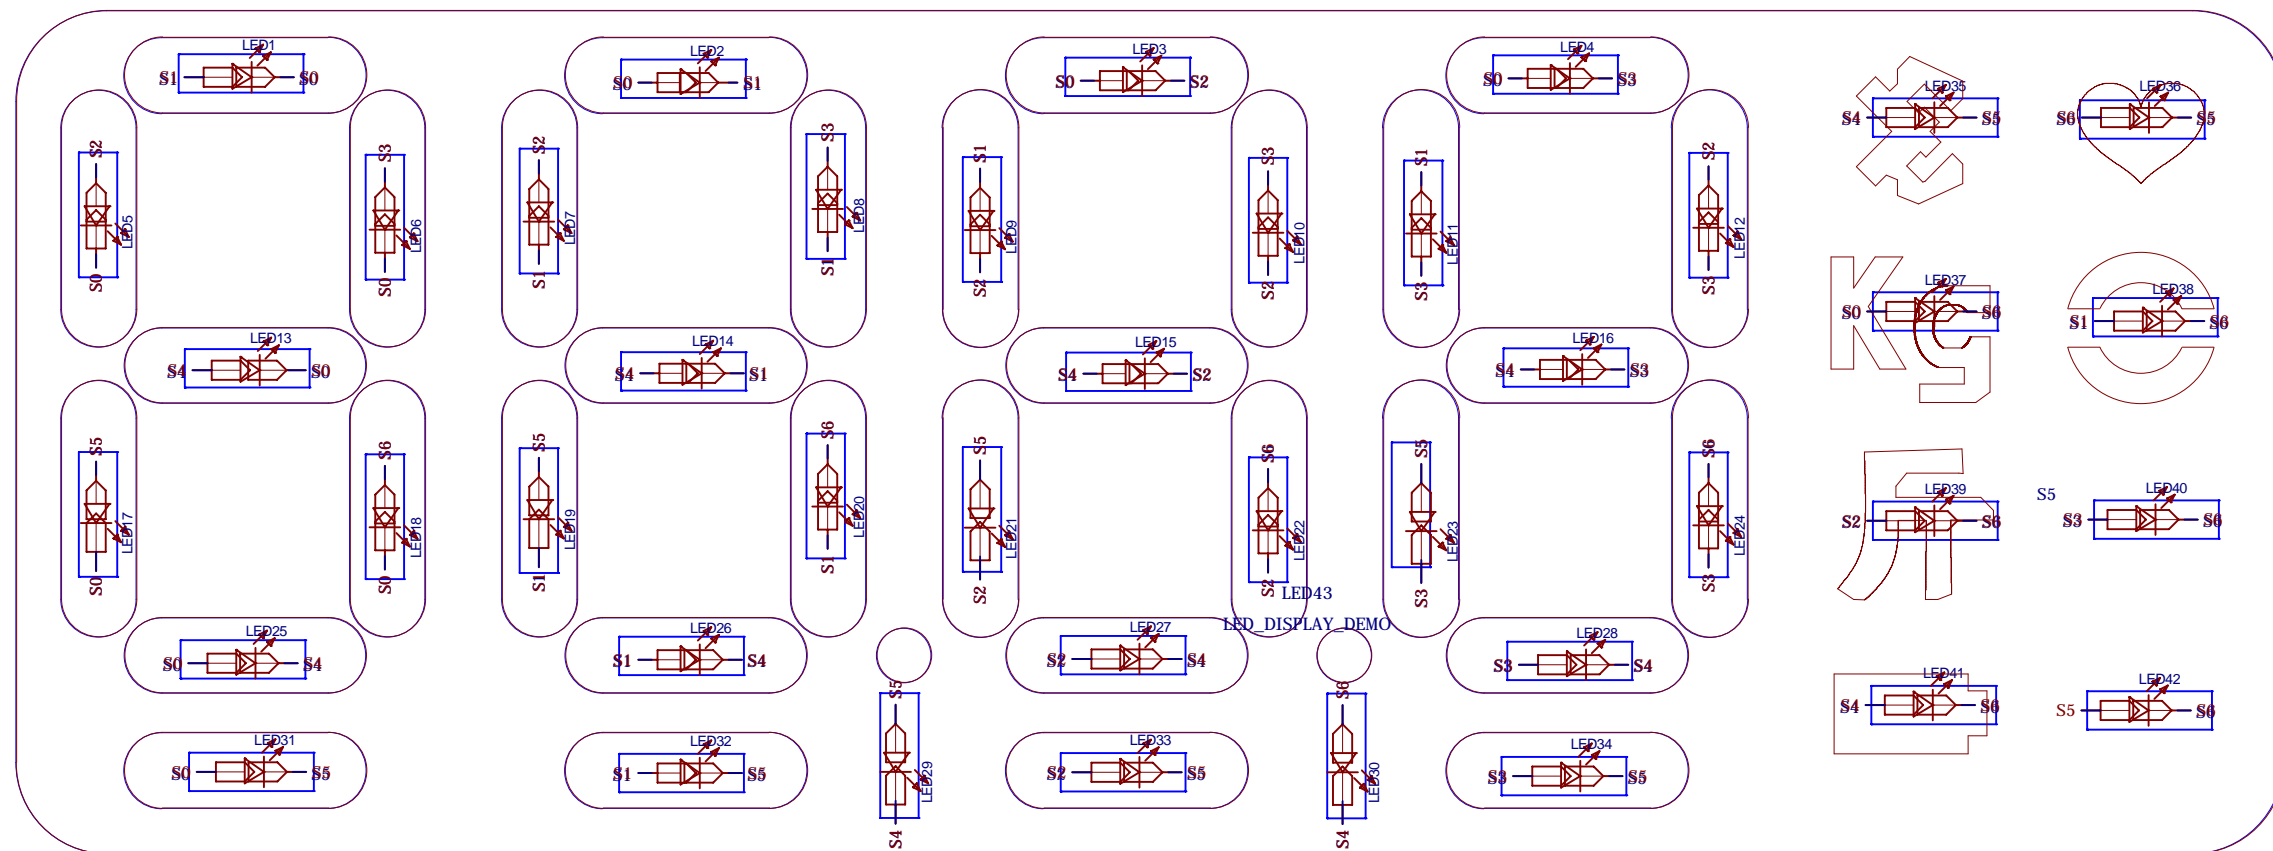 LED1
S1 S0
LED2
S0 S1
LED3
S0 S2
LED4
S0 S3
LED35
S4 S5
LED36
S6 S5
S2
LED5
S0
S3
LED6
S0
S2
LED7
S1
S3
LED8
S1
S1
LED9
S2
S3
LED10
S2
S1
LED11
S3
S2
LED12
S3
Kg
LED37
S0 S6
LED38
S1 S6
LED13
S4 S0
LED14
S4 S1
LED15
S4 S2
LED16
S4 S3
S5
LED17
S0
S6
LED18
S0
S5
LED19
S1
S6
LED20
S1
S5
LED21
S2
S6
LED22
S2
S5
LED23
S3
S6
LED24
S3
斤
LED39
S2 S6
S5
LED40
S3 S6
LED43
LED_DISPLAY_DEMO
LED25
S0 S4
LED26
S1 S4
LED27
S2 S4
LED28
S3 S4
S5
LED29
S4
S6
LED30
S4
LED41
S4 S6
LED42
S5 S6
LED31
S0 S5
LED32
S1 S5
LED33
S2 S5
LED34
S3 S5